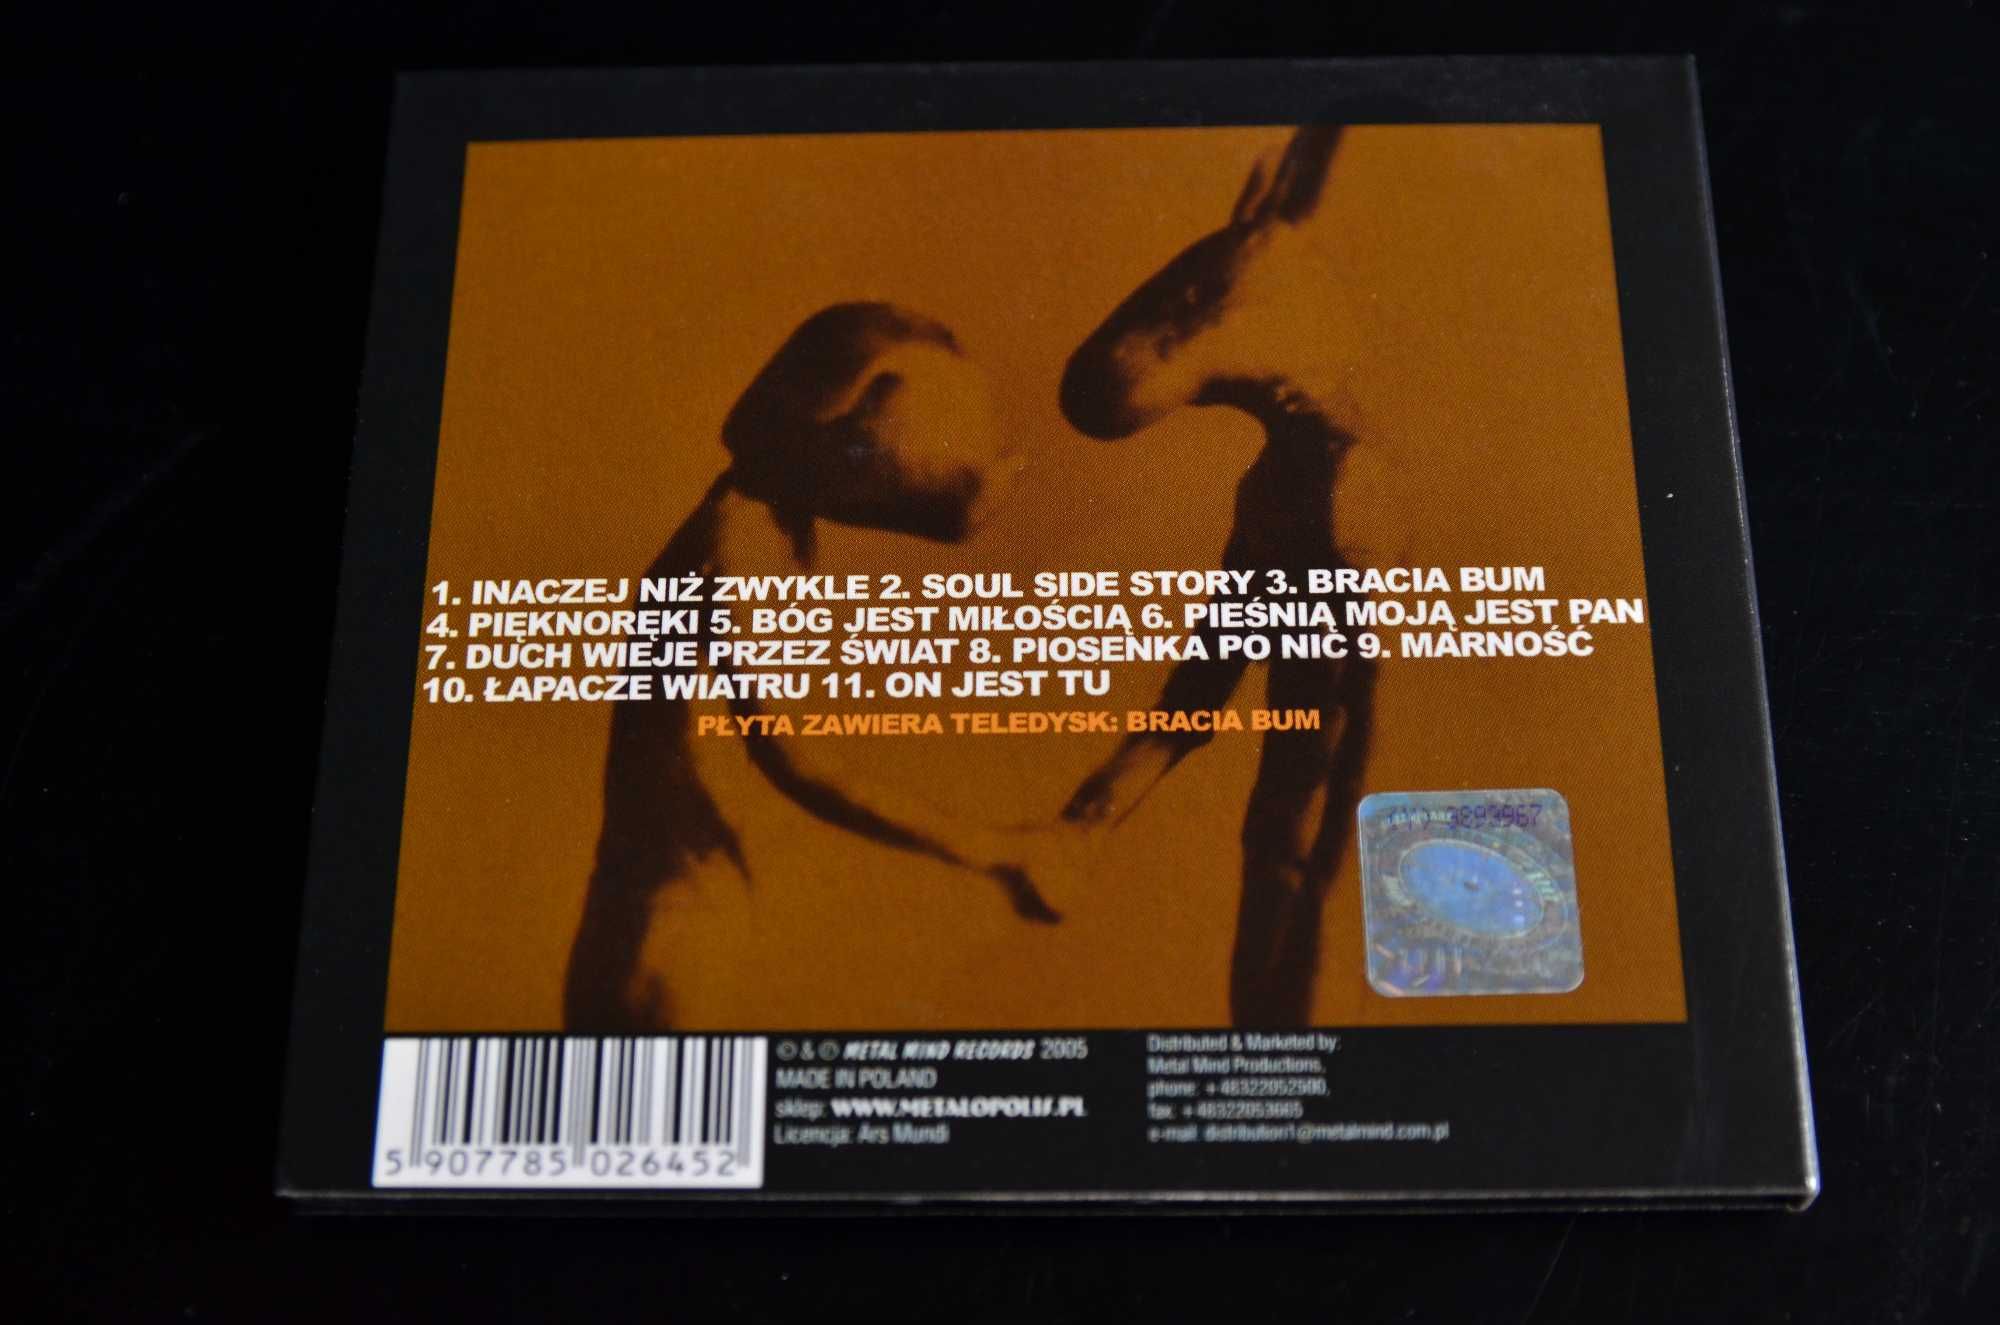 1. INACZEJ NIŻ ZWYKLE 2. SOUL SIDE STORY 3. BRACIA BUM
4. PIĘKNORĘKI 5. BÓG JEST MIŁOŚCIĄ 6. PIEŚNIĄ MOJĄ JEST PAN
7. DUCH WIEJE PRZEZ ŚWIAT 8. PIOSENKA PO NIC 9. MARNOŚĆ
10. ŁAPACZE WIATRU 11. ON JEST TU
PŁYTA ZAWIERA TELEDYSK: BRACIA BUM
3893967
5 907785 026452
© & ℗ METAL MIND RECORDS 2005
MADE IN POLAND
sklep: WWW.METALOPOLIS.PL
Licencja: Ars Mundi
Distributed & Marketed by:
Metal Mind Productions,
phone: +48322052500,
fax: +48322053665
e-mail: distribution1@metalmind.com.pl